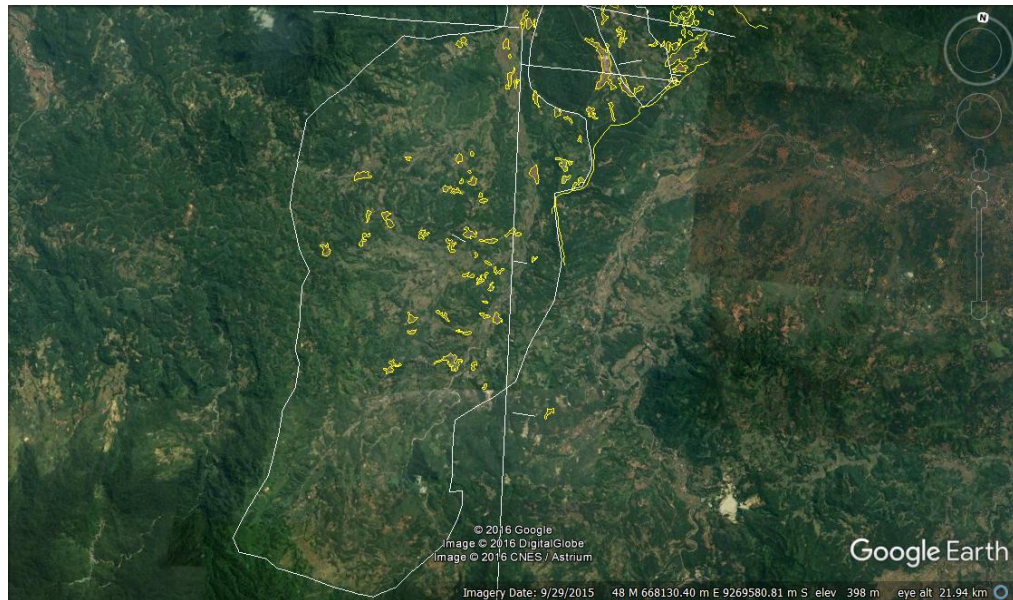 N
© 2016 Google
Image © 2016 DigitalGlobe
Image © 2016 CNES / Astrium
Google Earth
Imagery Date: 9/29/2015 48 M 668130.40 m E 9269580.81 m S elev 398 m eye alt 21.94 km